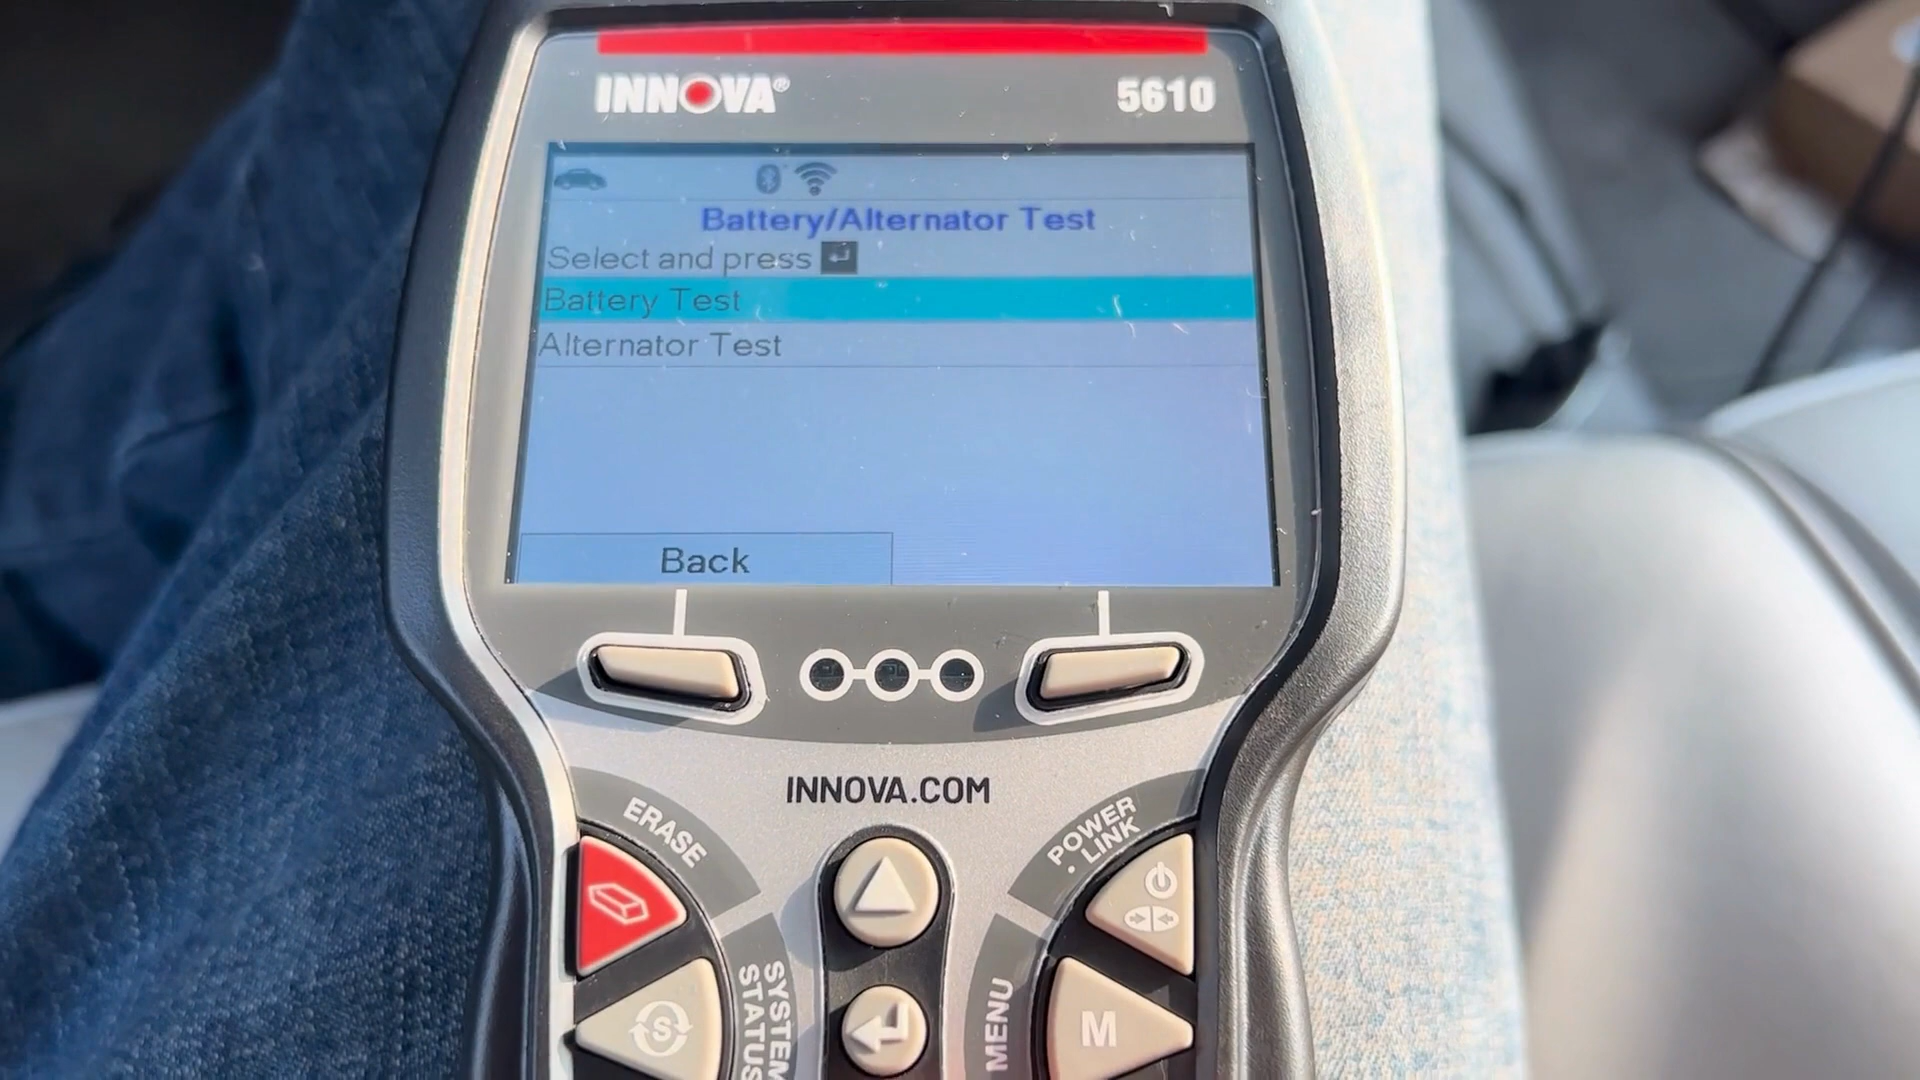 INNOVA®
5610
Battery/Alternator Test
Select and press
Battery Test
Alternator Test
Back
INNOVA.COM
ERASE
POWER
LINK
S
SYSTEM
STATUS
MENU
M